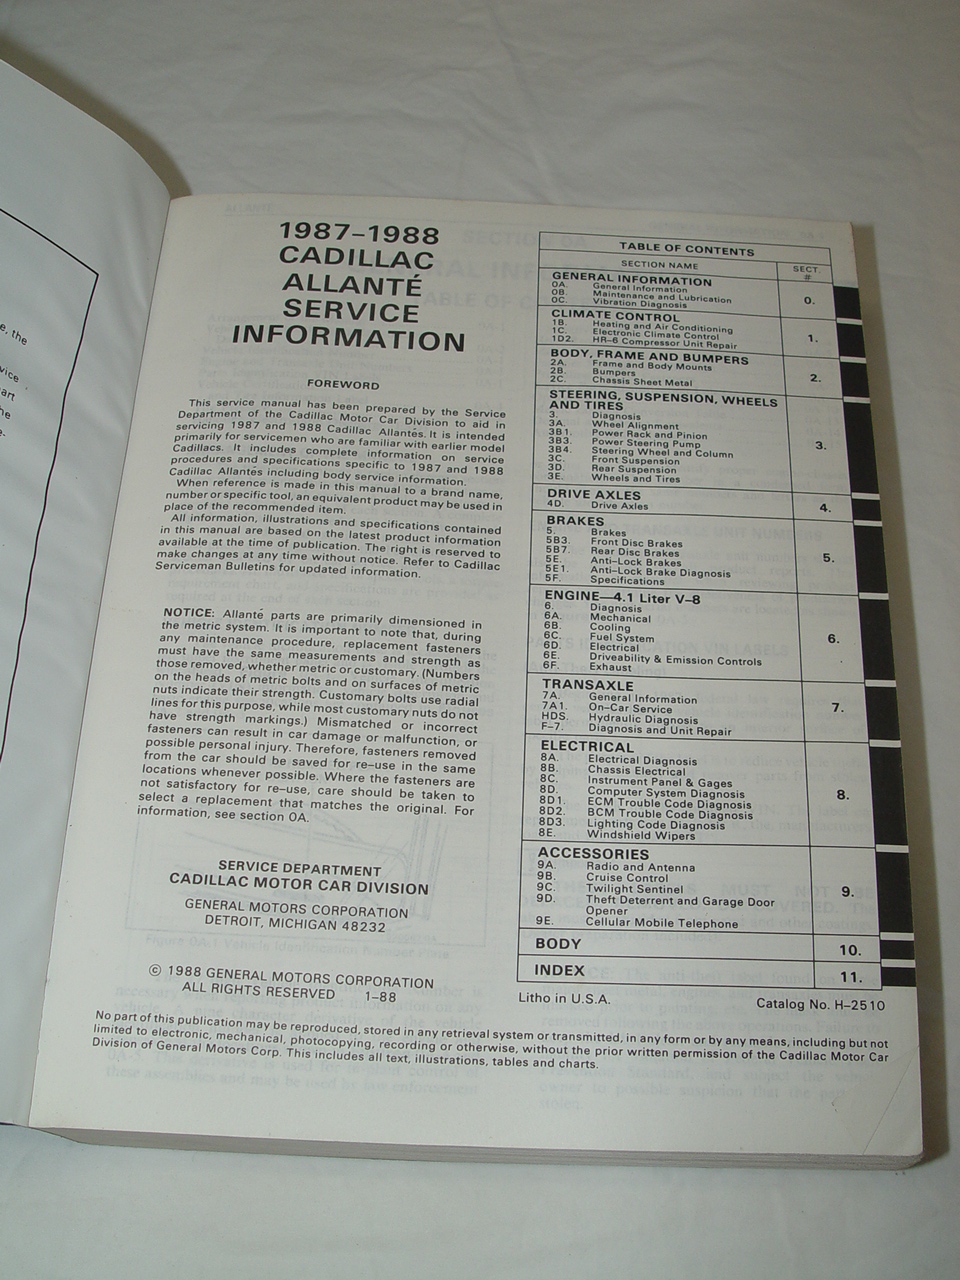 e, the
vice
art
he
e-
1987–1988
CADILLAC
ALLANTÉ
SERVICE
INFORMATION
FOREWORD
This service manual has been prepared by the Service
Department of the Cadillac Motor Car Division to aid in
servicing 1987 and 1988 Cadillac Allantés. It is intended
primarily for servicemen who are familiar with earlier model
Cadillacs. It includes complete information on service
procedures and specifications specific to 1987 and 1988
Cadillac Allantés including body service information.
When reference is made in this manual to a brand name,
number or specific tool, an equivalent product may be used in
place of the recommended item.
All information, illustrations and specifications contained
in this manual are based on the latest product information
available at the time of publication. The right is reserved to
make changes at any time without notice. Refer to Cadillac
Serviceman Bulletins for updated information.
NOTICE: Allanté parts are primarily dimensioned in
the metric system. It is important to note that, during
any maintenance procedure, replacement fasteners
must have the same measurements and strength as
those removed, whether metric or customary. (Numbers
on the heads of metric bolts and on surfaces of metric
nuts indicate their strength. Customary bolts use radial
lines for this purpose, while most customary nuts do not
have strength markings.) Mismatched or incorrect
fasteners can result in car damage or malfunction, or
possible personal injury. Therefore, fasteners removed
from the car should be saved for re–use in the same
locations whenever possible. Where the fasteners are
not satisfactory for re–use, care should be taken to
select a replacement that matches the original. For
information, see section 0A.
SERVICE DEPARTMENT
CADILLAC MOTOR CAR DIVISION
GENERAL MOTORS CORPORATION
DETROIT, MICHIGAN 48232
© 1988 GENERAL MOTORS CORPORATION
ALL RIGHTS RESERVED 1–88
TABLE OF CONTENTS
SECTION NAME SECT. #
GENERAL INFORMATION 0.
0A. General Information
0B. Maintenance and Lubrication
0C. Vibration Diagnosis
CLIMATE CONTROL 1.
1B. Heating and Air Conditioning
1C. Electronic Climate Control
1D2. HR–6 Compressor Unit Repair
BODY, FRAME AND BUMPERS 2.
2A. Frame and Body Mounts
2B. Bumpers
2C. Chassis Sheet Metal
STEERING, SUSPENSION, WHEELS
AND TIRES 3.
3. Diagnosis
3A. Wheel Alignment
3B1. Power Rack and Pinion
3B3. Power Steering Pump
3B4. Steering Wheel and Column
3C. Front Suspension
3D. Rear Suspension
3E. Wheels and Tires
DRIVE AXLES 4.
4D. Drive Axles
BRAKES 5.
5. Brakes
5B3. Front Disc Brakes
5B7. Rear Disc Brakes
5E. Anti–Lock Brakes
5E1. Anti–Lock Brake Diagnosis
5F. Specifications
ENGINE—4.1 Liter V–8 6.
6. Diagnosis
6A. Mechanical
6B. Cooling
6C. Fuel System
6D. Electrical
6E. Driveability & Emission Controls
6F. Exhaust
TRANSAXLE 7.
7A. General Information
7A1. On–Car Service
HDS. Hydraulic Diagnosis
F–7. Diagnosis and Unit Repair
ELECTRICAL 8.
8A. Electrical Diagnosis
8B. Chassis Electrical
8C. Instrument Panel & Gages
8D. Computer System Diagnosis
8D1. ECM Trouble Code Diagnosis
8D2. BCM Trouble Code Diagnosis
8D3. Lighting Code Diagnosis
8E. Windshield Wipers
ACCESSORIES 9.
9A. Radio and Antenna
9B. Cruise Control
9C. Twilight Sentinel
9D. Theft Deterrent and Garage Door
Opener
9E. Cellular Mobile Telephone
BODY 10.
INDEX 11.
Litho in U.S.A. Catalog No. H–2510
No part of this publication may be reproduced, stored in any retrieval system or transmitted, in any form or by any means, including but not
limited to electronic, mechanical, photocopying, recording or otherwise, without the prior written permission of the Cadillac Motor Car
Division of General Motors Corp. This includes all text, illustrations, tables and charts.